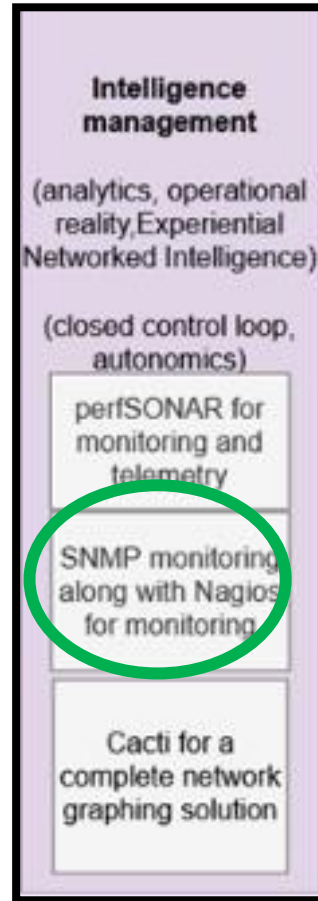 Intelligence
management
(analytics, operational
reality,Experiential
Networked Intelligence)
(closed control loop,
autonomics)
perfSONAR for
monitoring and
telemetry
SNMP monitoring
along with Nagios
for monitoring
Cacti for a
complete network
graphing solution